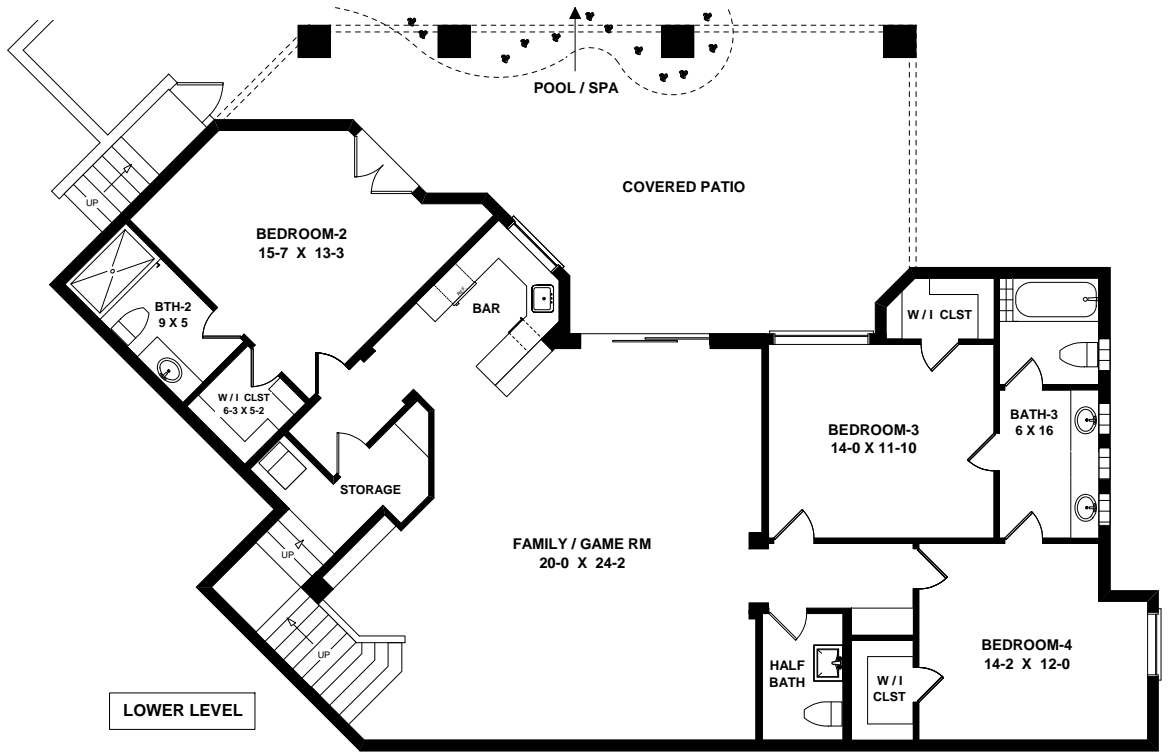 POOL / SPA
COVERED PATIO
UP
BEDROOM-2
15-7 X 13-3
BTH-2
9 X 5
BAR
W / I CLST
W / I CLST
6-3 X 5-2
BEDROOM-3
14-0 X 11-10
BATH-3
6 X 16
STORAGE
FAMILY / GAME RM
20-0 X 24-2
UP
UP
HALF
BATH
W / I
CLST
BEDROOM-4
14-2 X 12-0
LOWER LEVEL